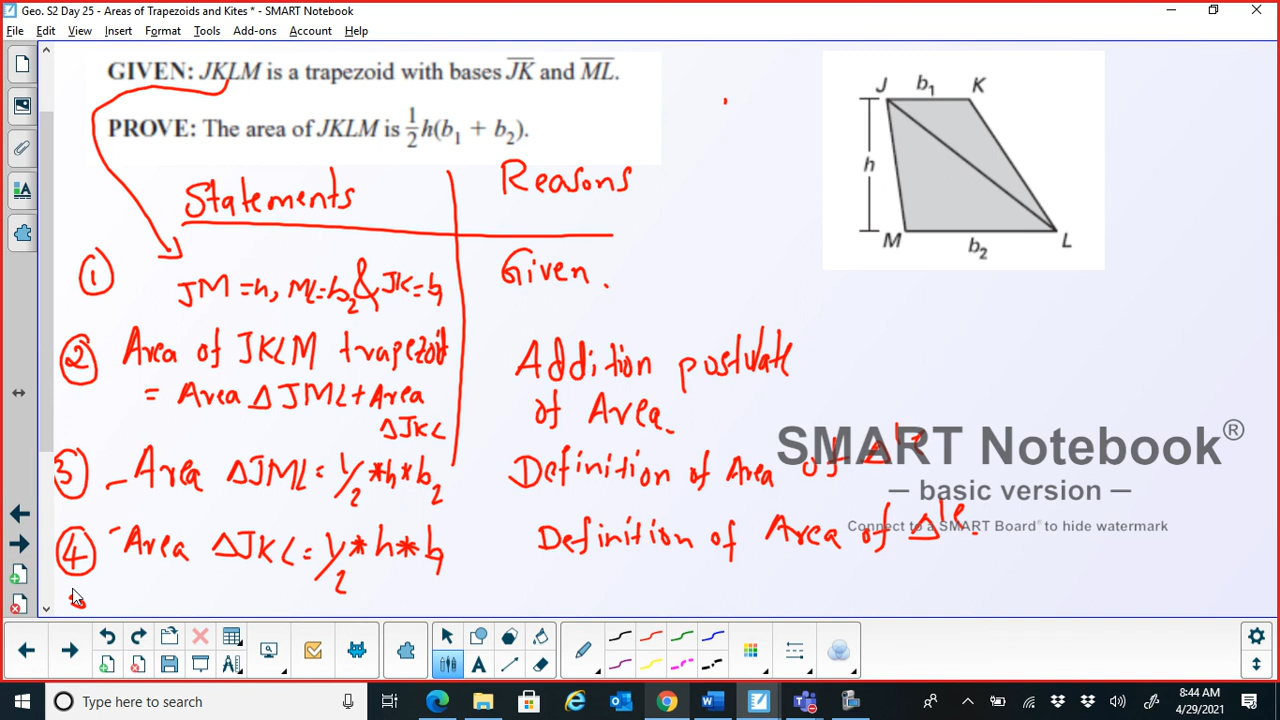 Geo. S2 Day 25 - Areas of Trapezoids and Kites * - SMART Notebook
File Edit View Insert Format Tools Add-ons Account Help
GIVEN: JKLM is a trapezoid with bases JK and ML.
PROVE: The area of JKLM is 1/2 h(b1 + b2).
J b1 K
h
M b2 L
Statements Reasons
① JM = h, ML = b2 & JK = b1 Given.
② Area of JKLM trapezoid Addition postulate
= Area Δ JML + Area of Area.
Δ JKL
③ - Area ΔJML = 1/2 * h * b2 Definition of Area of Δle
④ - Area ΔJKL = 1/2 * h * b1 Definition of Area of Δle.
SMART Notebook®
— basic version —
Connect to a SMART Board® to hide watermark
Type here to search
8:44 AM
4/29/2021